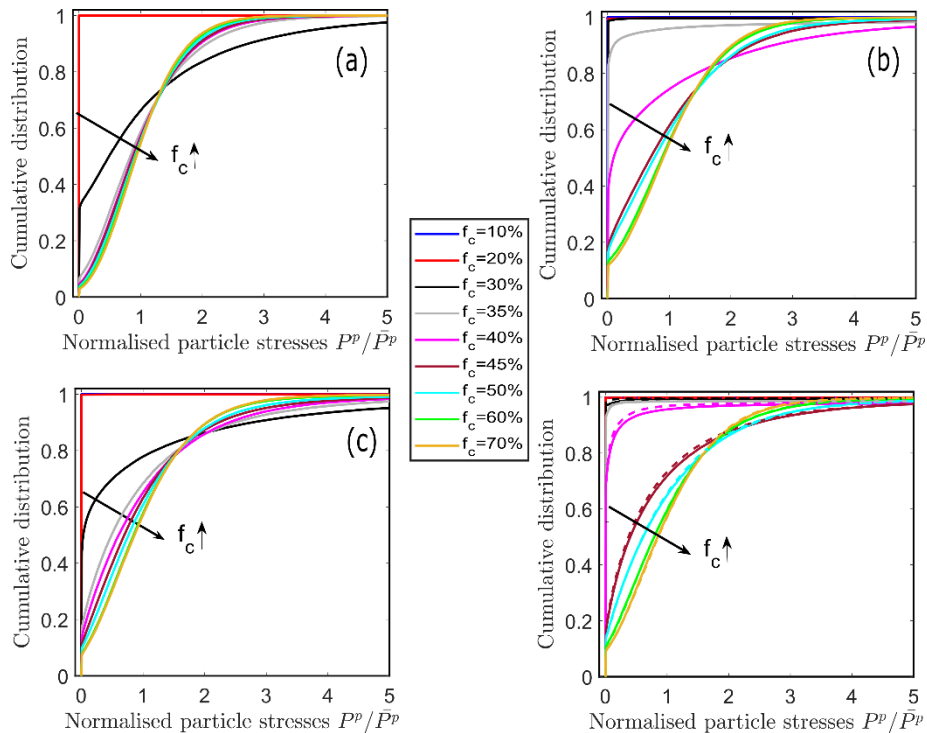 Cumulative distribution
1
0.8
0.6
0.4
0.2
0
(a)
f_c↑
0 1 2 3 4 5
Normalised particle stresses P^p/P̄^p
Cunmulative distribution
1
0.8
0.6
0.4
0.2
0
(b)
f_c↑
0 1 2 3 4 5
Normalised particle stresses P^p/P̄^p
f_c=10%
f_c=20%
f_c=30%
f_c=35%
f_c=40%
f_c=45%
f_c=50%
f_c=60%
f_c=70%
Cumulative distribution
1
0.8
0.6
0.4
0.2
0
(c)
f_c↑
0 1 2 3 4 5
Normalised particle stresses P^p/P̄^p
Cumulative distribution
1
0.8
0.6
0.4
0.2
0
f_c↑
0 1 2 3 4 5
Normalised particle stresses P^p/P̄^p